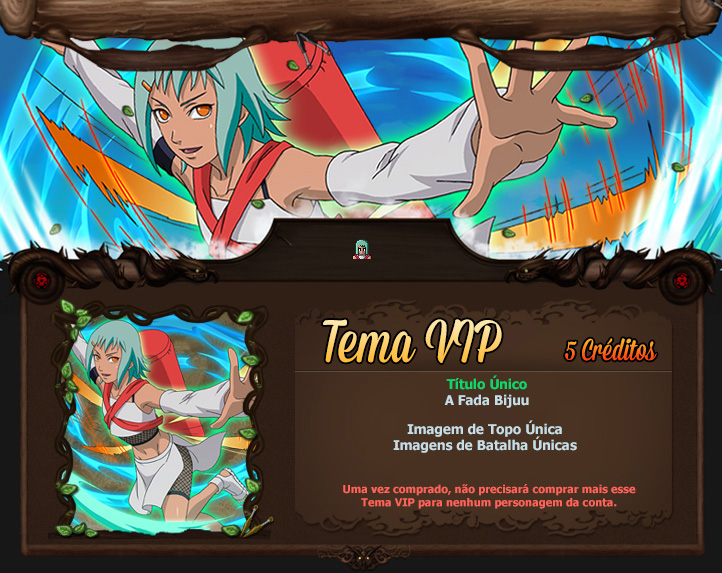 Tema VIP
5 Créditos
Título Único
A Fada Bijuu
Imagem de Topo Única
Imagens de Batalha Únicas
Uma vez comprado, não precisará comprar mais esse
Tema VIP para nenhum personagem da conta.